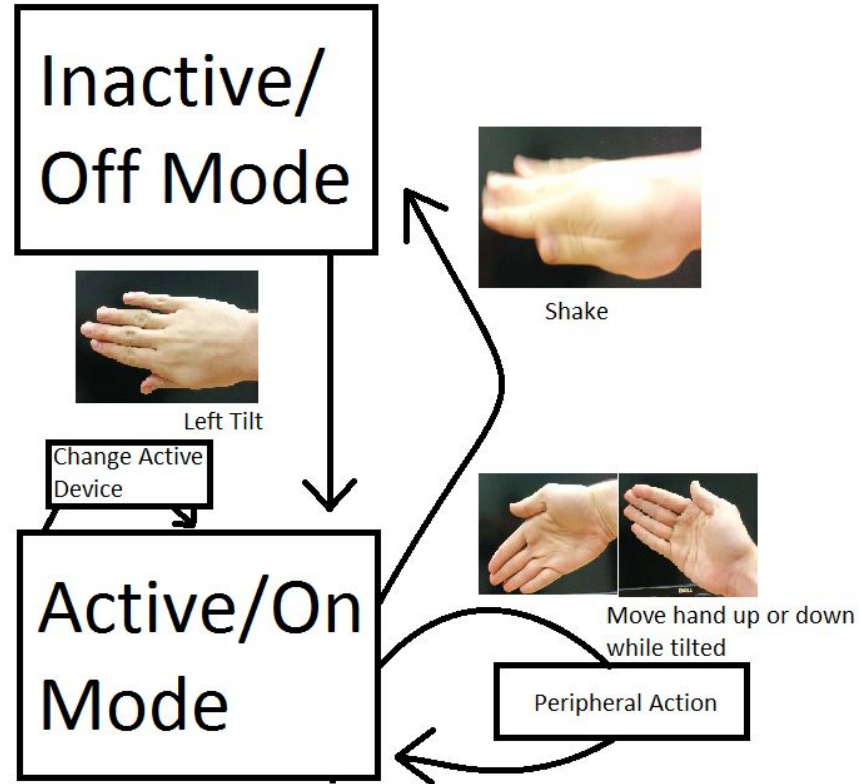 Inactive/
Off Mode
Shake
Left Tilt
Change Active
Device
Active/On
Mode
Move hand up or down
while tilted
Peripheral Action
DELL